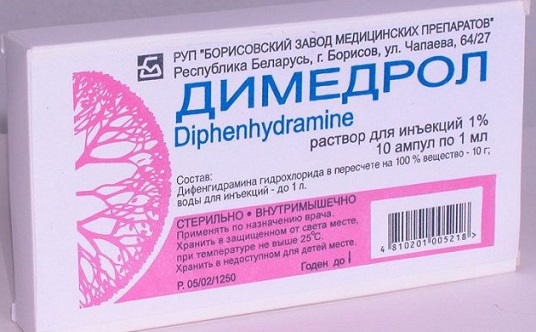 РУП "БОРИСОВСКИЙ ЗАВОД МЕДИЦИНСКИХ ПРЕПАРАТОВ"
Республика Беларусь, г. Борисов, ул. Чапаева, 64/27
ДИМЕДРОЛ
Diphenhydramine
раствор для инъекций 1%
10 ампул по 1 мл
Состав:
Дифенгидрамина гидрохлорида в пересчете на 100 % вещество - 10 г;
воды для инъекций - до 1 л.
СТЕРИЛЬНО • ВНУТРИМЫШЕЧНО
Применять по назначению врача.
Хранить в защищенном от света месте,
при температуре не выше 25°С.
Хранить в недоступном для детей месте.
Годен до
Р. 05/02/1250
4 810201 005218 >